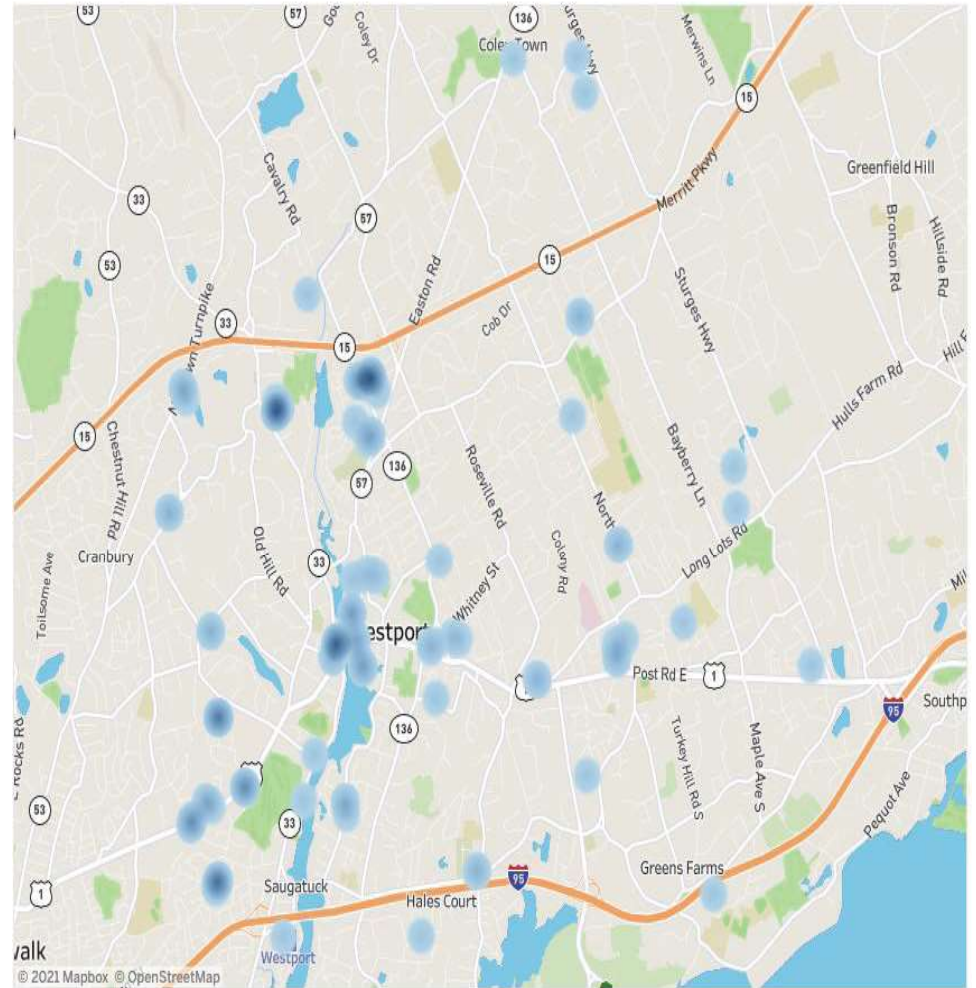 53
57
136
Coley Dr
Merwins Ln
15
Greenfield Hill
Cavalry Rd
Merritt Pkwy
33
57
Bronson Rd
Hillside Rd
53
15
Easton Rd
Cob Dr
Sturges Hwy
wn Turnpike
33
15
Hulls Farm Rd
15
Chestnut Hill Rd
136
57
Roseville Rd
Bayberry Ln
North
Long Lots Rd
Cranbury
Old Hill Rd
33
Colony Rd
Whitney St
Toilsome Ave
estport
Post Rd E
1
95
Southp
136
Turkey Hill Rd S
Maple Ave S
Pequot Ave
53
33
1
Saugatuck
95
Greens Farms
Hales Court
walk
Westport
© 2021 Mapbox © OpenStreetMap